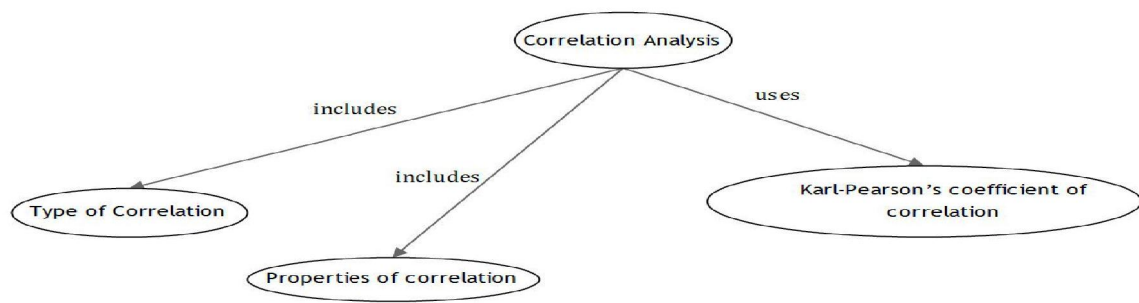 Correlation Analysis
includes
uses
includes
Type of Correlation
Karl-Pearson's coefficient of
correlation
Properties of correlation